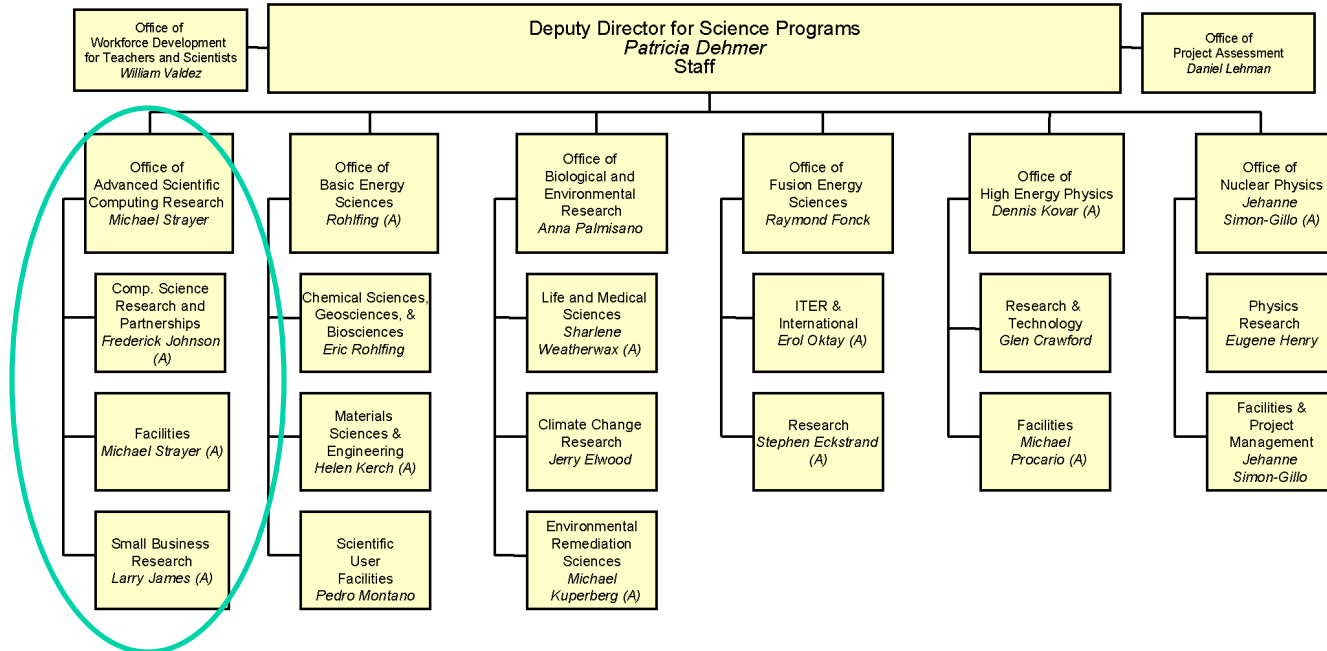 Office of
Workforce Development
for Teachers and Scientists
William Valdez
Deputy Director for Science Programs
Patricia Dehmer
Staff
Office of
Project Assessment
Daniel Lehman
Office of
Advanced Scientific
Computing Research
Michael Strayer
Comp. Science
Research and
Partnerships
Frederick Johnson
(A)
Facilities
Michael Strayer (A)
Small Business
Research
Larry James (A)
Office of
Basic Energy
Sciences
Rohlfing (A)
Chemical Sciences,
Geosciences, &
Biosciences
Eric Rohlfing
Materials
Sciences &
Engineering
Helen Kerch (A)
Scientific
User
Facilities
Pedro Montano
Office of
Biological and
Environmental
Research
Anna Palmisano
Life and Medical
Sciences
Sharlene
Weatherwax (A)
Climate Change
Research
Jerry Elwood
Environmental
Remediation
Sciences
Michael
Kuperberg (A)
Office of
Fusion Energy
Sciences
Raymond Fonck
ITER &
International
Erol Oktay (A)
Research
Stephen Eckstrand
(A)
Office of
High Energy Physics
Dennis Kovar (A)
Research &
Technology
Glen Crawford
Facilities
Michael
Procario (A)
Office of
Nuclear Physics
Jehanne
Simon-Gillo (A)
Physics
Research
Eugene Henry
Facilities &
Project
Management
Jehanne
Simon-Gillo